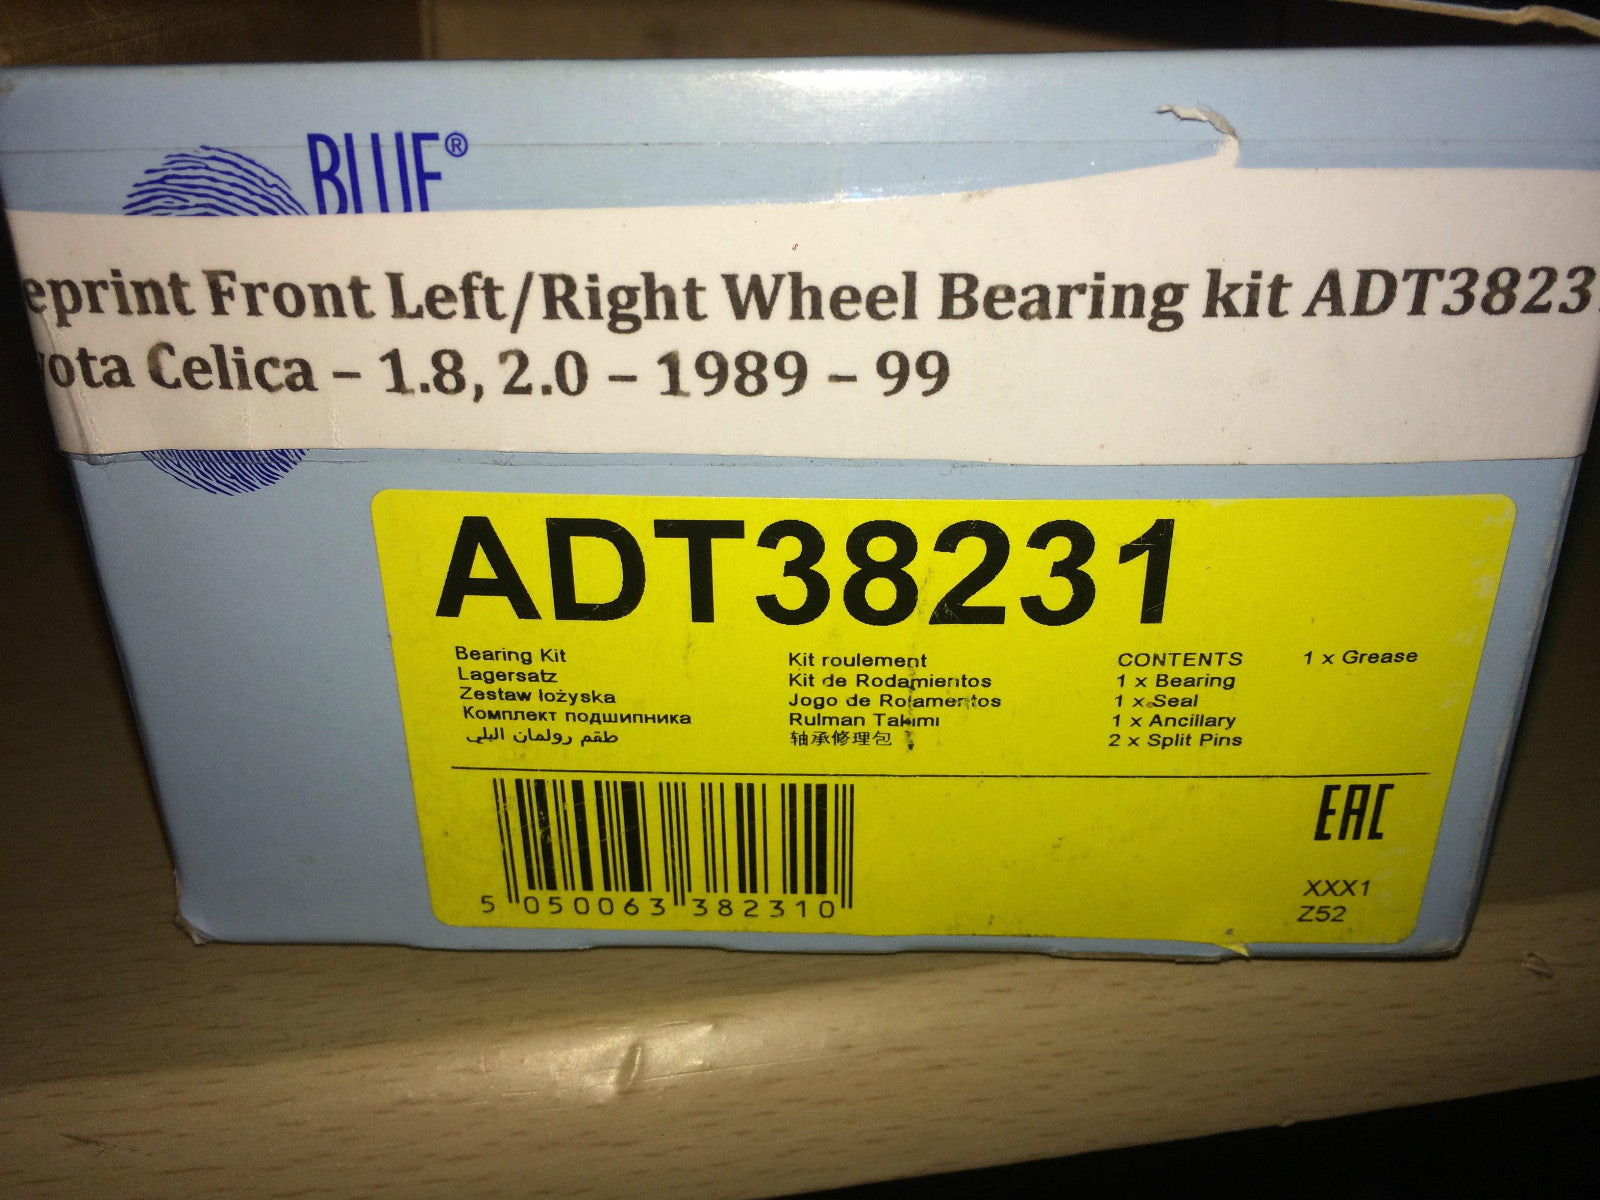 BLUE®
eprint Front Left/Right Wheel Bearing kit ADT3823
ota Celica – 1.8, 2.0 – 1989 – 99
ADT38231
Bearing Kit
Lagersatz
Zestaw łożyska
Комплект подшипника
طقم رولمان البلي
Kit roulement
Kit de Rodamientos
Jogo de Rolamentos
Rulman Takımı
轴承修理包
CONTENTS
1 x Bearing
1 x Seal
1 x Ancillary
2 x Split Pins
1 x Grease
5 050063 382310
EAC
XXX1
Z52